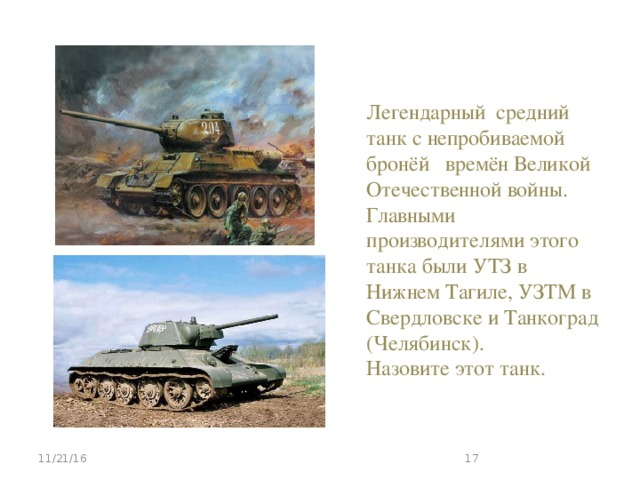 204
Легендарный средний
танк с непробиваемой
бронёй времён Великой
Отечественной войны.
Главными
производителями этого
танка были УТЗ в
Нижнем Тагиле, УЗТМ в
Свердловске и Танкоград
(Челябинск).
Назовите этот танк.
11/21/16
17